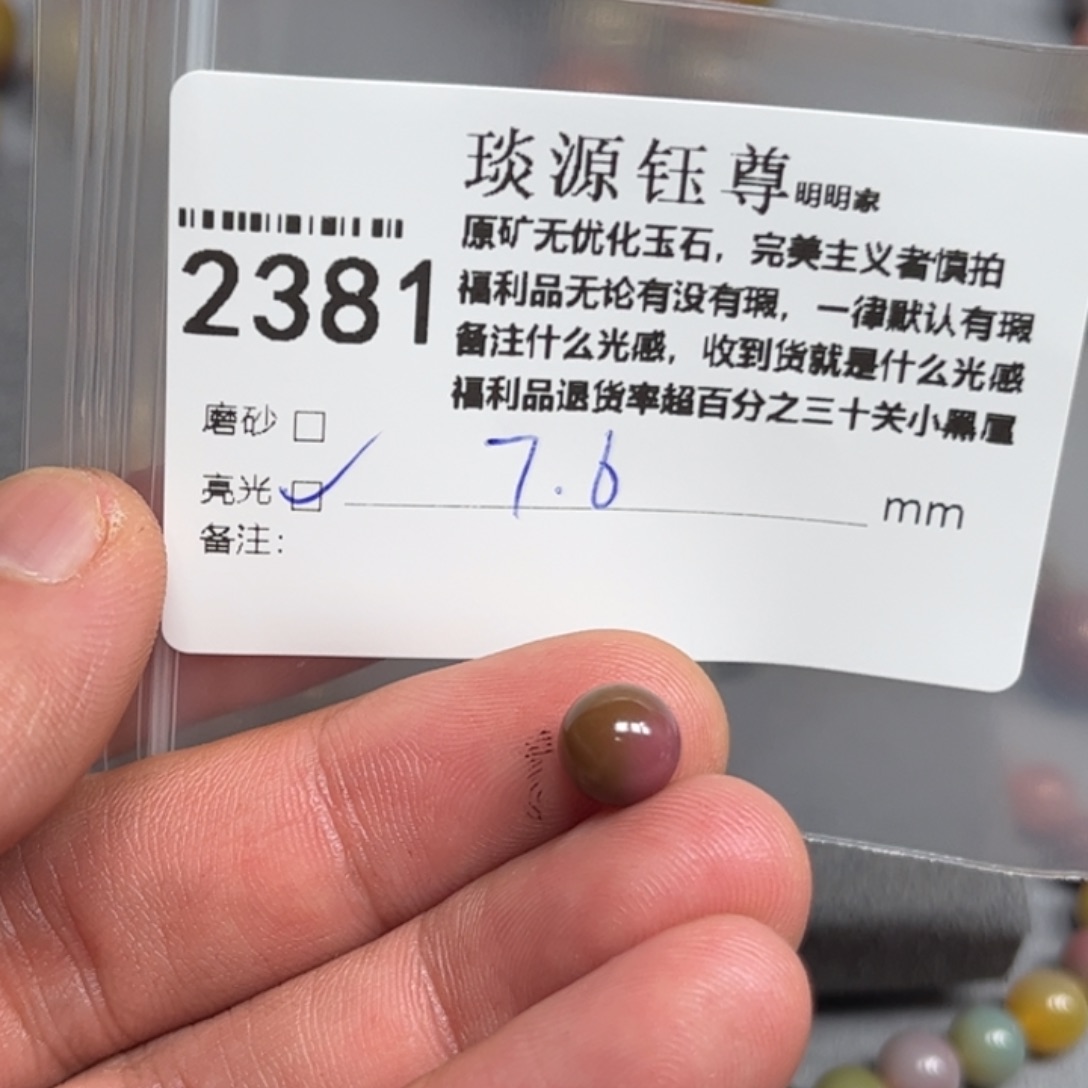 琰源钰尊明明家
原矿无优化玉石，完美主义者慎拍
2381
福利品无论有没有瑕，一律默认有瑕
备注什么光感，收到货就是什么光感
福利品退货率超百分之三十关小黑屋
磨砂 □
亮光 ☑ 7.6 mm
备注：